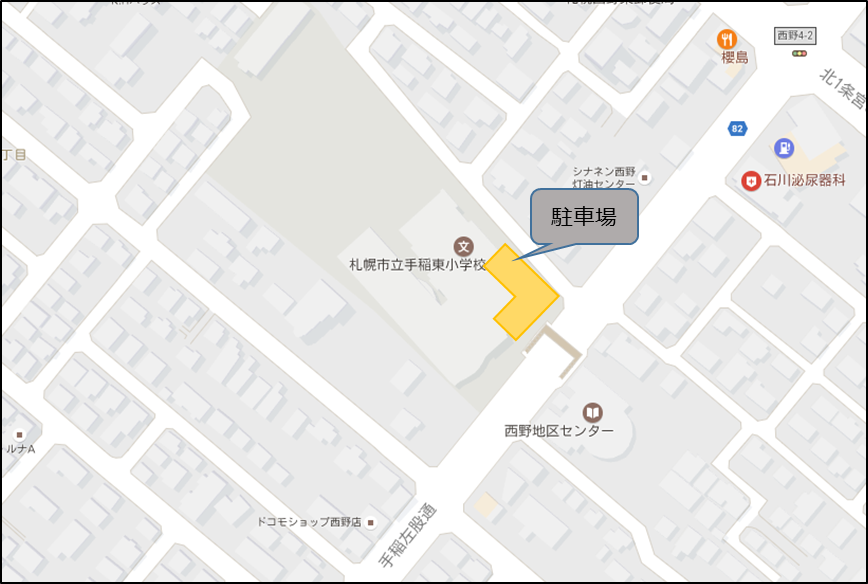 西野4-2
櫻島
北1条宮
82
丁目
シナネン西野
灯油センター
石川泌尿器科
駐車場
文
札幌市立手稲東小学校
西野地区センター
ルナA
ドコモショップ西野店
手稲左股通